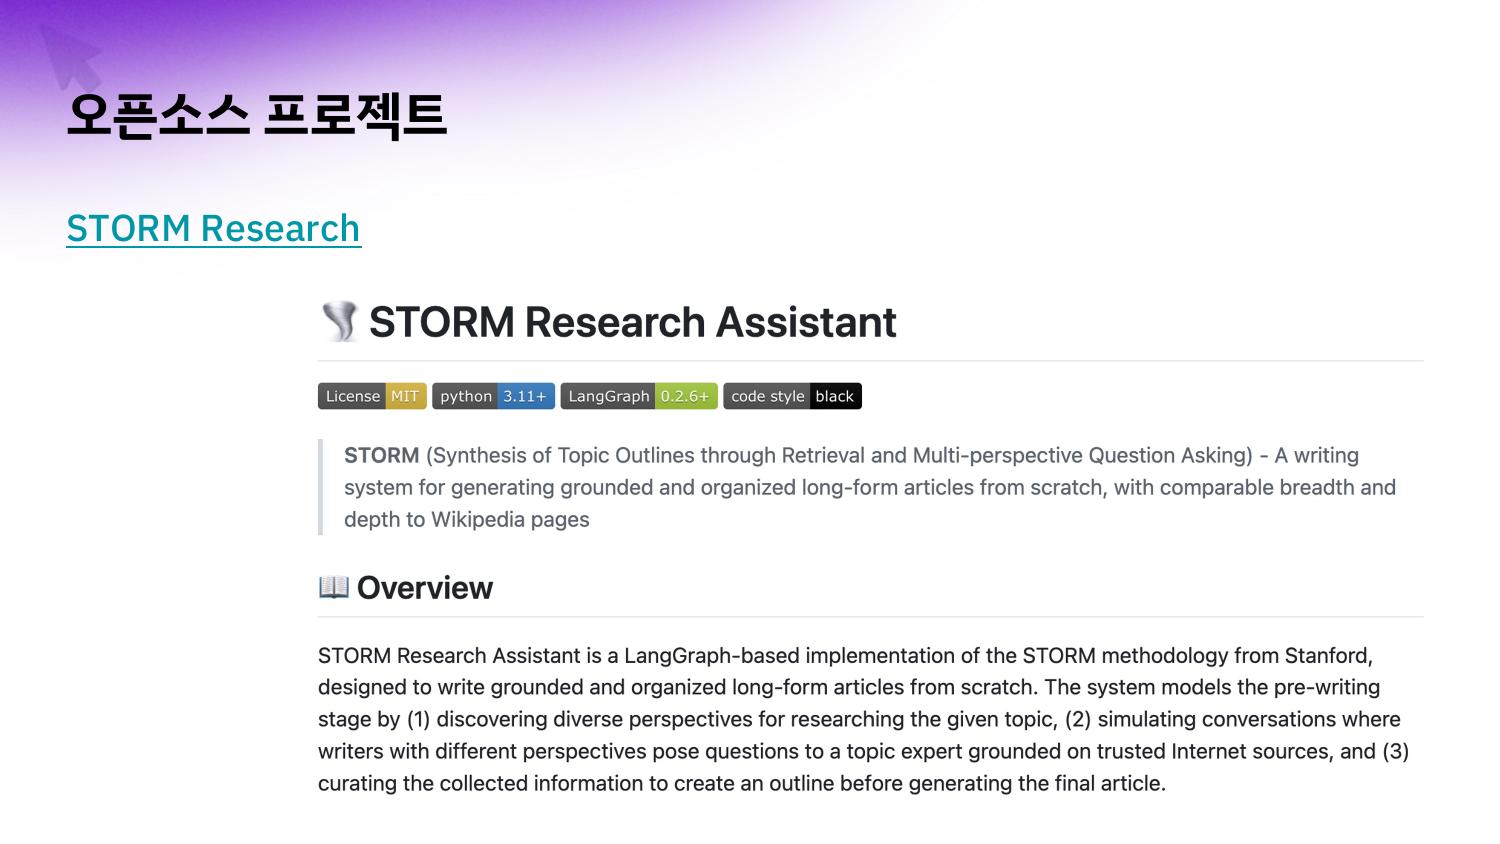 오픈소스 프로젝트
STORM Research
STORM Research Assistant
License MIT python 3.11+ LangGraph 0.2.6+ code style black
STORM (Synthesis of Topic Outlines through Retrieval and Multi-perspective Question Asking) - A writing
system for generating grounded and organized long-form articles from scratch, with comparable breadth and
depth to Wikipedia pages
Overview
STORM Research Assistant is a LangGraph-based implementation of the STORM methodology from Stanford,
designed to write grounded and organized long-form articles from scratch. The system models the pre-writing
stage by (1) discovering diverse perspectives for researching the given topic, (2) simulating conversations where
writers with different perspectives pose questions to a topic expert grounded on trusted Internet sources, and (3)
curating the collected information to create an outline before generating the final article.